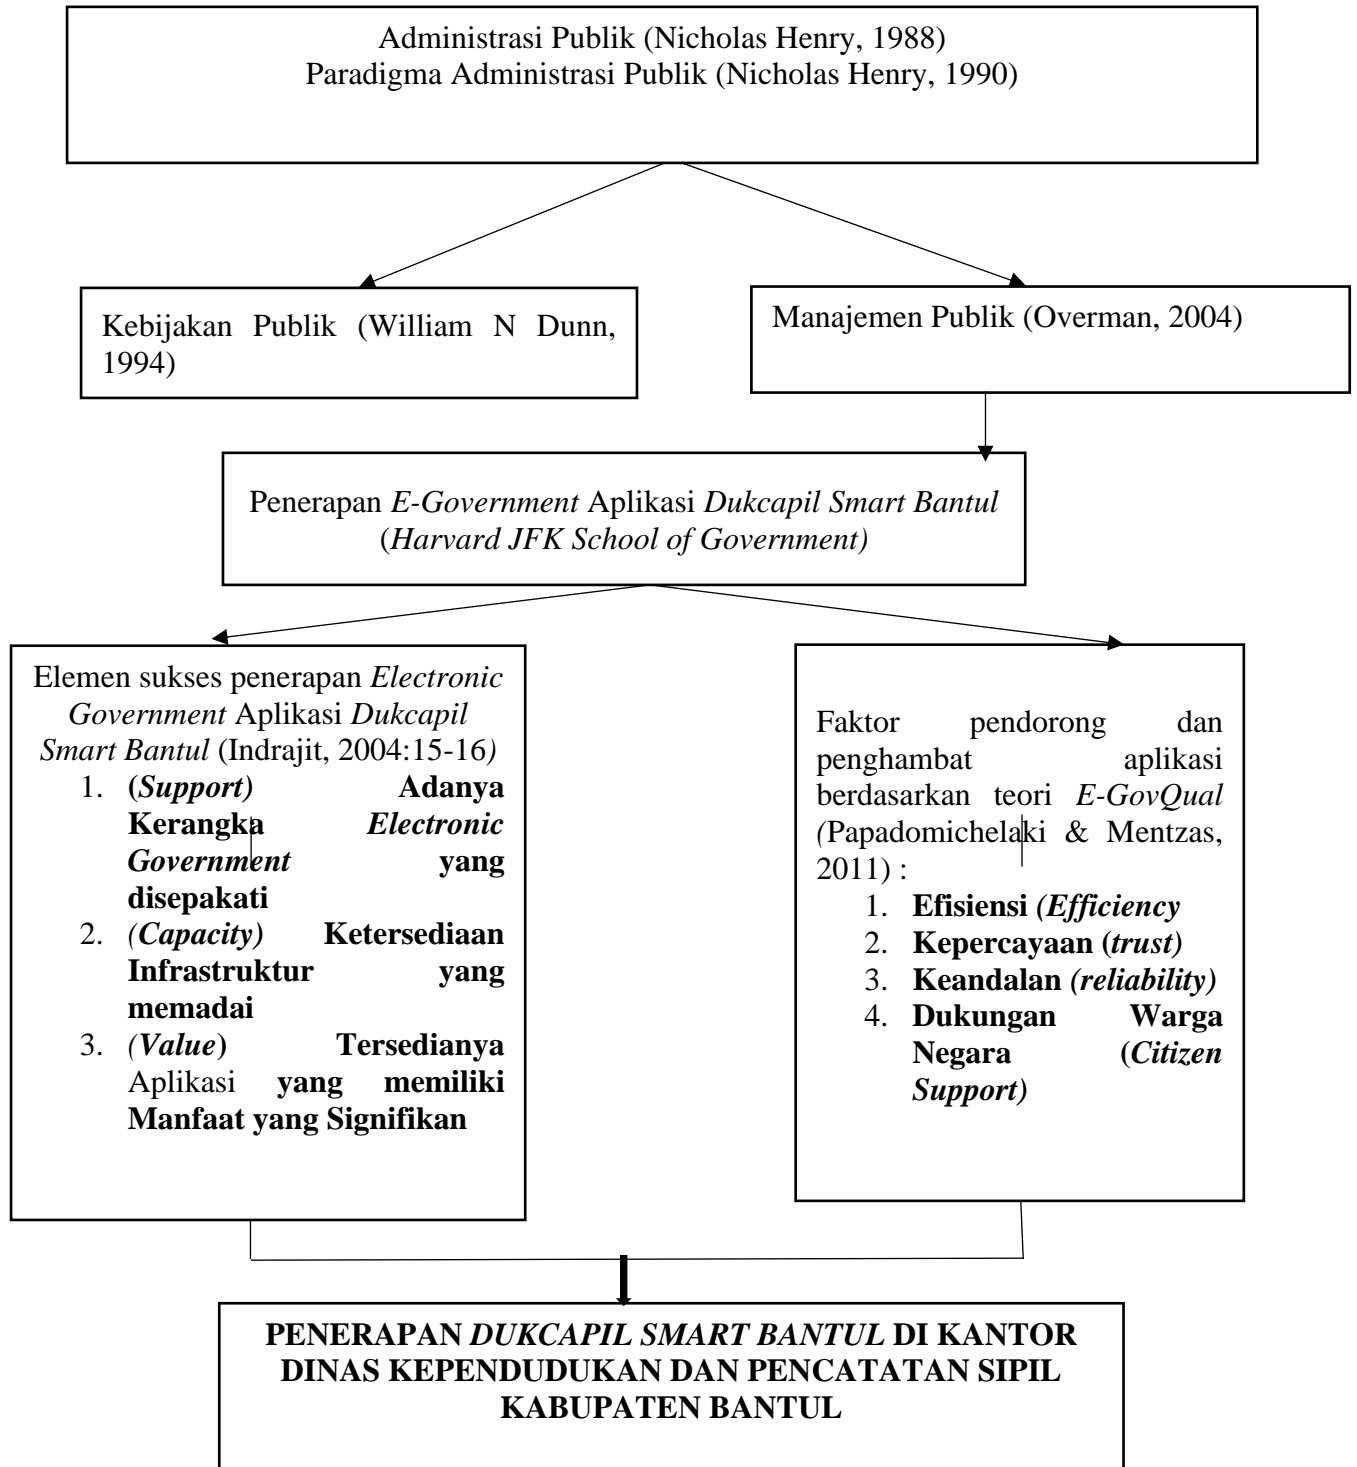 Administrasi Publik (Nicholas Henry, 1988)
Paradigma Administrasi Publik (Nicholas Henry, 1990)
Kebijakan Publik (William N Dunn,
1994)
Manajemen Publik (Overman, 2004)
Penerapan E-Government Aplikasi Dukcapil Smart Bantul
(Harvard JFK School of Government)
Elemen sukses penerapan Electronic
Government Aplikasi Dukcapil
Smart Bantul (Indrajit, 2004:15-16)
1. (Support) Adanya
Kerangka Electronic
Government yang
disepakati
2. (Capacity) Ketersediaan
Infrastruktur yang
memadai
3. (Value) Tersedianya
Aplikasi yang memiliki
Manfaat yang Signifikan
Faktor pendorong dan
penghambat aplikasi
berdasarkan teori E-GovQual
(Papadomichelaki & Mentzas,
2011) :
1. Efisiensi (Efficiency
2. Kepercayaan (trust)
3. Keandalan (reliability)
4. Dukungan Warga
Negara (Citizen
Support)
PENERAPAN DUKCAPIL SMART BANTUL DI KANTOR
DINAS KEPENDUDUKAN DAN PENCATATAN SIPIL
KABUPATEN BANTUL